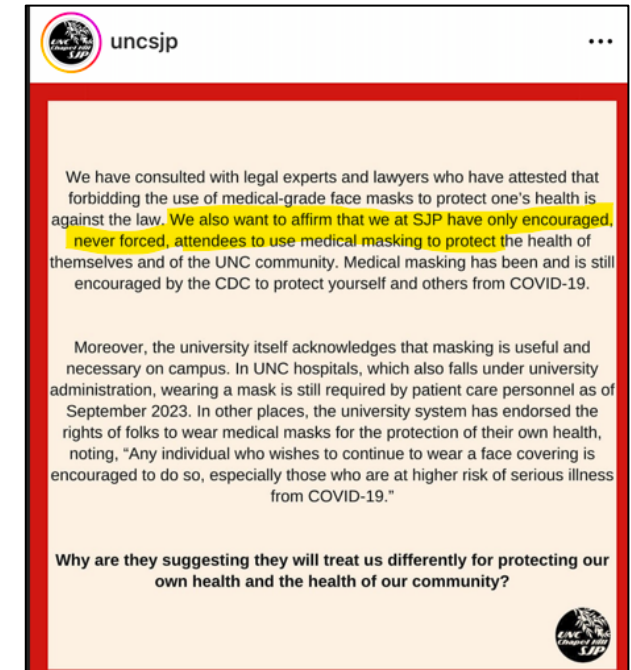 UNC
Chapel Hill
SJP
uncsjp
We have consulted with legal experts and lawyers who have attested that
forbidding the use of medical-grade face masks to protect one's health is
against the law. We also want to affirm that we at SJP have only encouraged,
never forced, attendees to use medical masking to protect the health of
themselves and of the UNC community. Medical masking has been and is still
encouraged by the CDC to protect yourself and others from COVID-19.
Moreover, the university itself acknowledges that masking is useful and
necessary on campus. In UNC hospitals, which also falls under university
administration, wearing a mask is still required by patient care personnel as of
September 2023. In other places, the university system has endorsed the
rights of folks to wear medical masks for the protection of their own health,
noting, “Any individual who wishes to continue to wear a face covering is
encouraged to do so, especially those who are at higher risk of serious illness
from COVID-19.”
Why are they suggesting they will treat us differently for protecting our
own health and the health of our community?
UNC
Chapel Hill
SJP